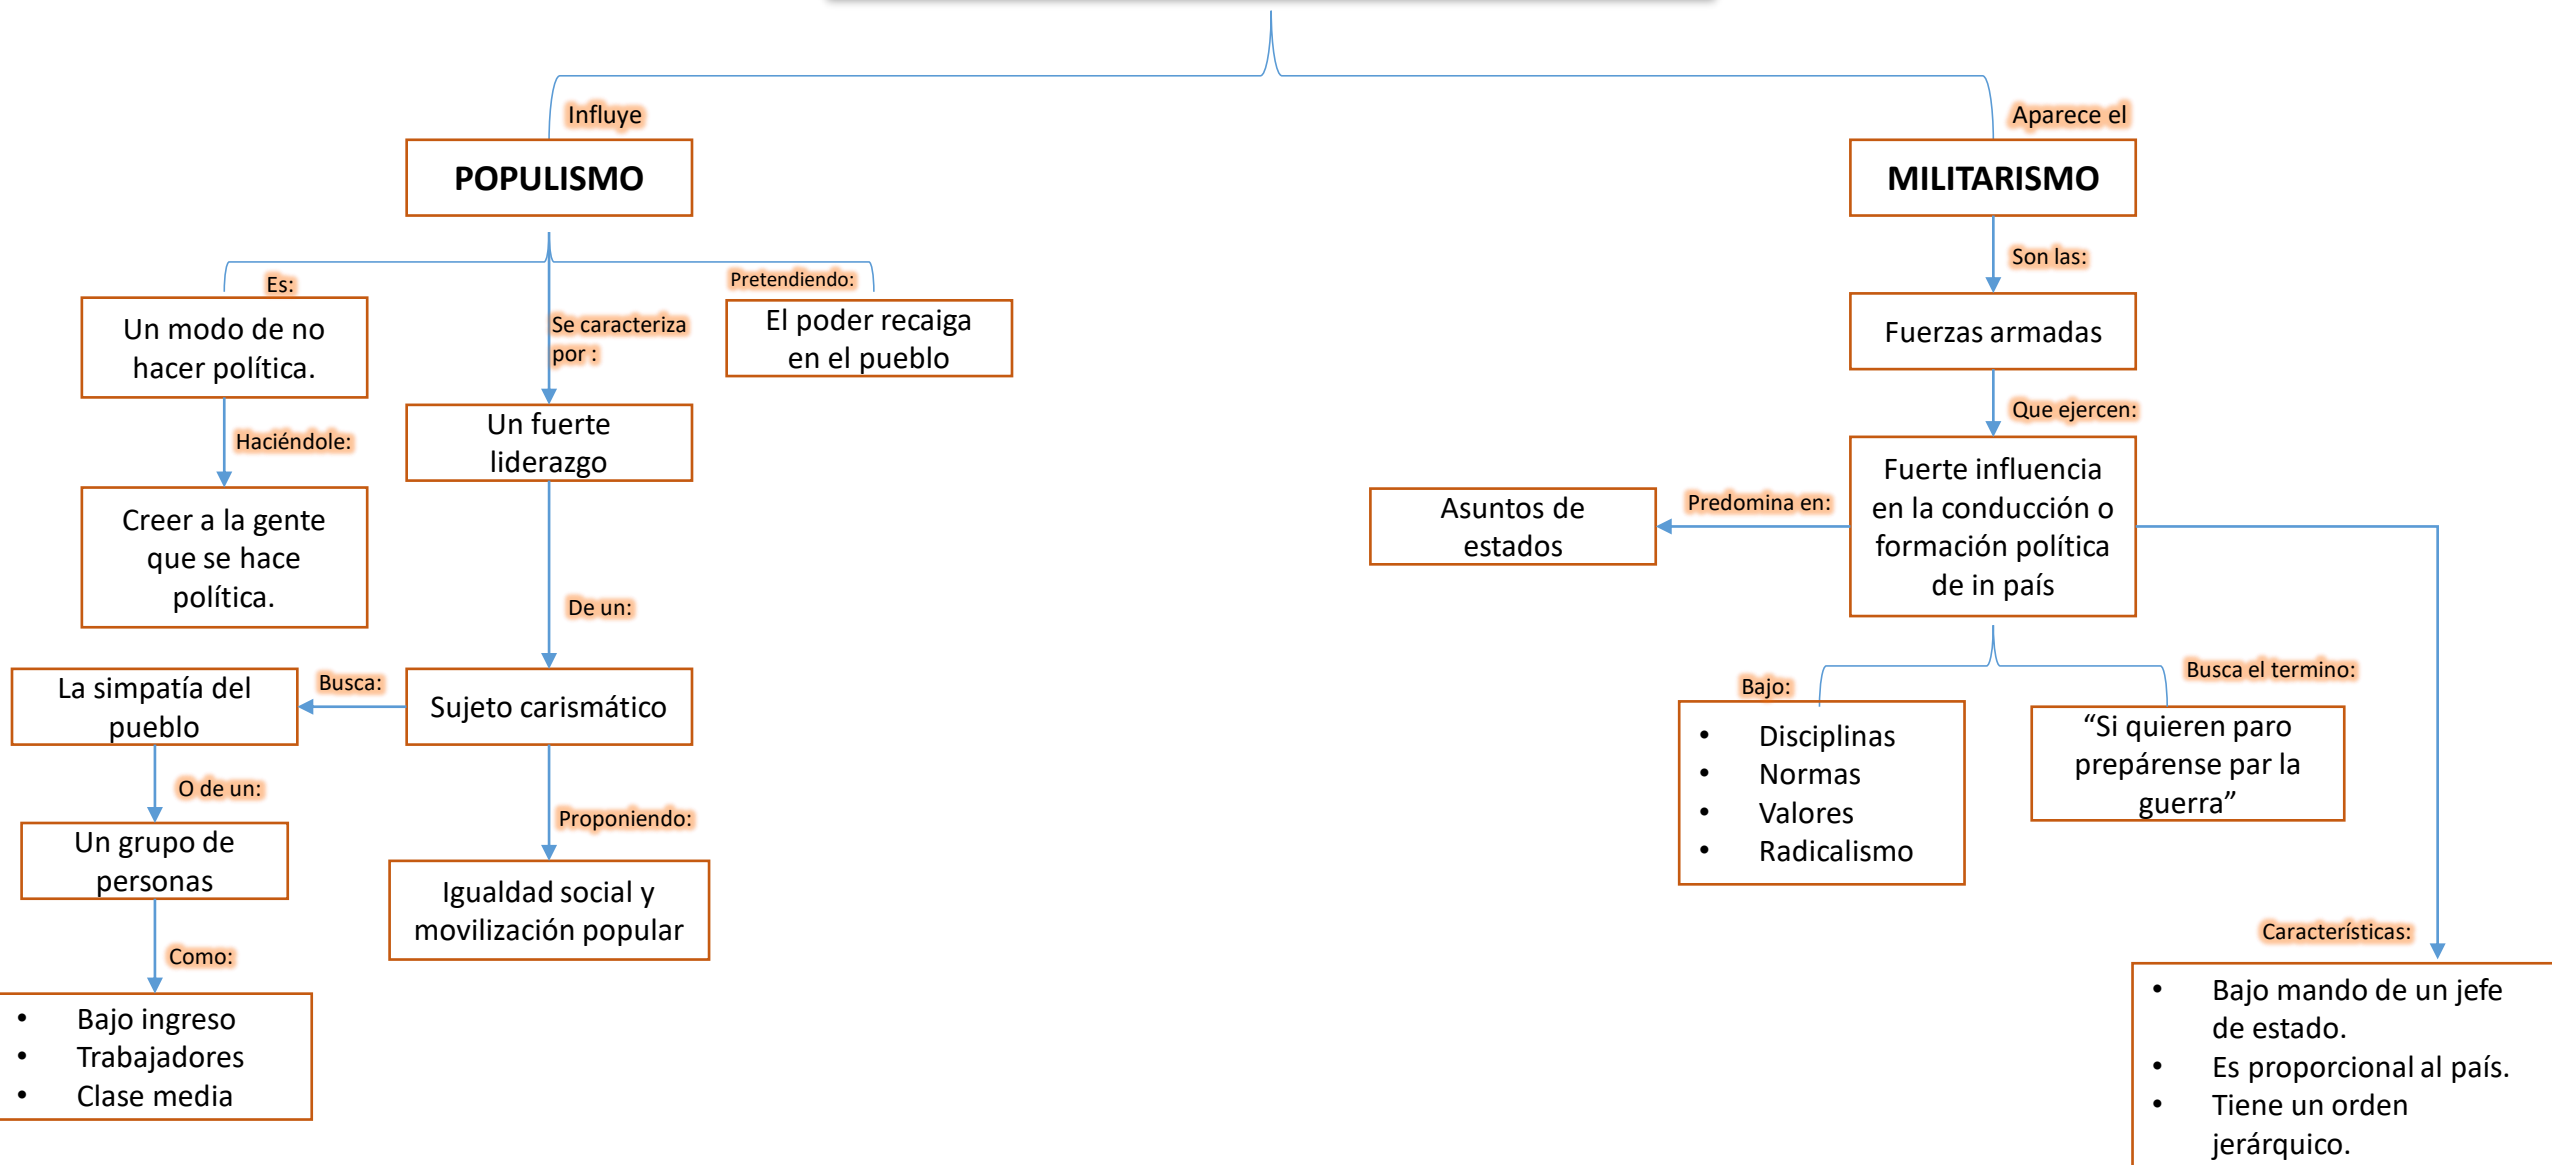 Influye
POPULISMO
Es:
Un modo de no
hacer política.
Haciéndole:
Creer a la gente
que se hace
política.
Se caracteriza
por :
Un fuerte
liderazgo
De un:
Sujeto carismático
Busca:
La simpatía del
pueblo
O de un:
Un grupo de
personas
Como:
• Bajo ingreso
• Trabajadores
• Clase media
Proponiendo:
Igualdad social y
movilización popular
Pretendiendo:
El poder recaiga
en el pueblo
Aparece el
MILITARISMO
Son las:
Fuerzas armadas
Que ejercen:
Fuerte influencia
en la conducción o
formación política
de in país
Predomina en:
Asuntos de
estados
Bajo:
• Disciplinas
• Normas
• Valores
• Radicalismo
Busca el termino:
“Si quieren paro
prepárense par la
guerra”
Características:
• Bajo mando de un jefe
de estado.
• Es proporcional al país.
• Tiene un orden
jerárquico.